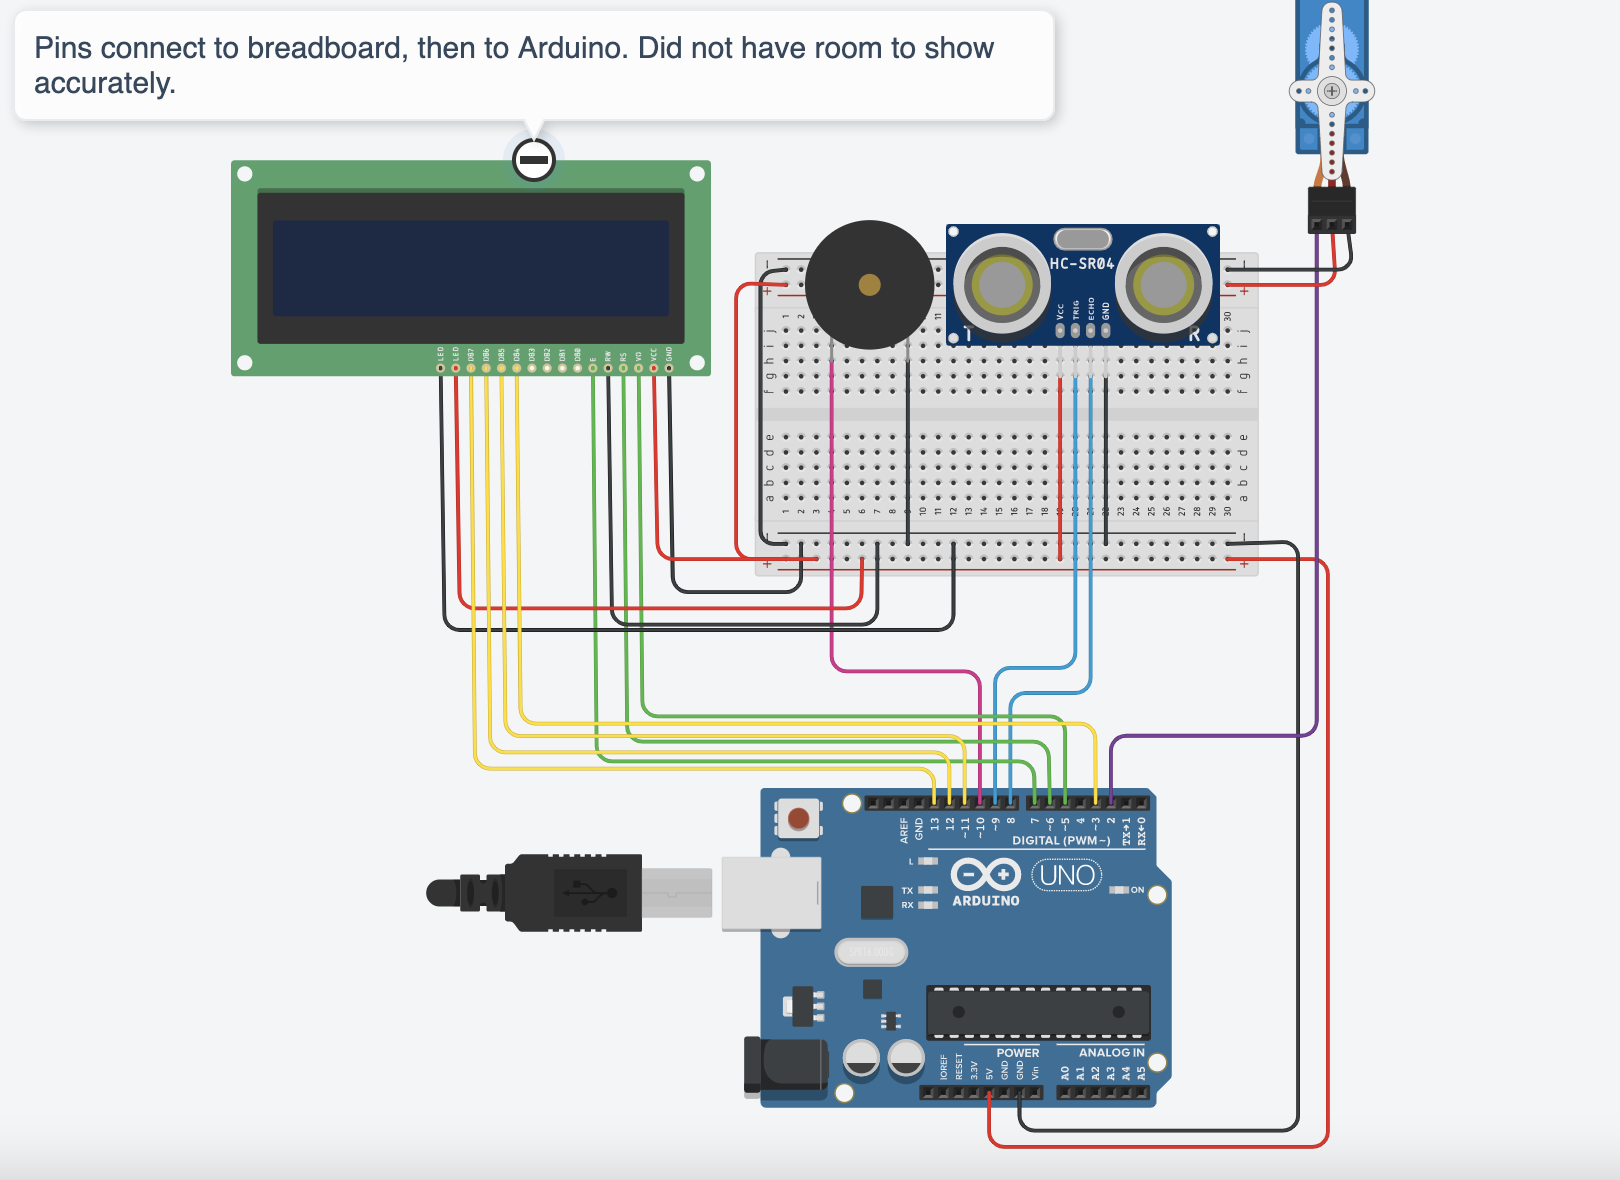 Pins connect to breadboard, then to Arduino. Did not have room to show
accurately.
HC-SR04
VCC TRIG ECHO GND
T R
LED LED DB7 DB6 DB5 DB4 DB3 DB2 DB1 DB0 E RW RS VO VCC GND
- -
+ +
1 2 11 30
j j
i i
h h
g g
f f
e e
d d
c c
b b
a a
1 2 3 5 6 7 8 10 11 12 13 14 15 16 17 18 23 24 25 26 27 28 29 30
- -
+ +
AREF GND 13 12 ~11 ~10 ~9 8 7 ~6 ~5 4 ~3 2 TX→1 RX←0
DIGITAL (PWM~)
L
TX
RX
ARDUINO
UNO
ON
POWER ANALOG IN
IOREF RESET 3.3V 5V GND GND Vin A0 A1 A2 A3 A4 A5